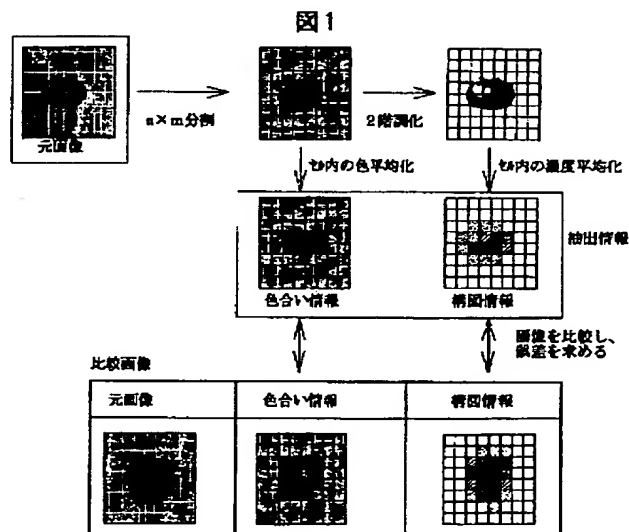 図1
元画像
n×m分割
2階調化
セル内の色平均化
セル内の濃度平均化
抽出情報
色合い情報
構図情報
画像を比較し、
誤差を求める
比較画像
元画像
色合い情報
構図情報